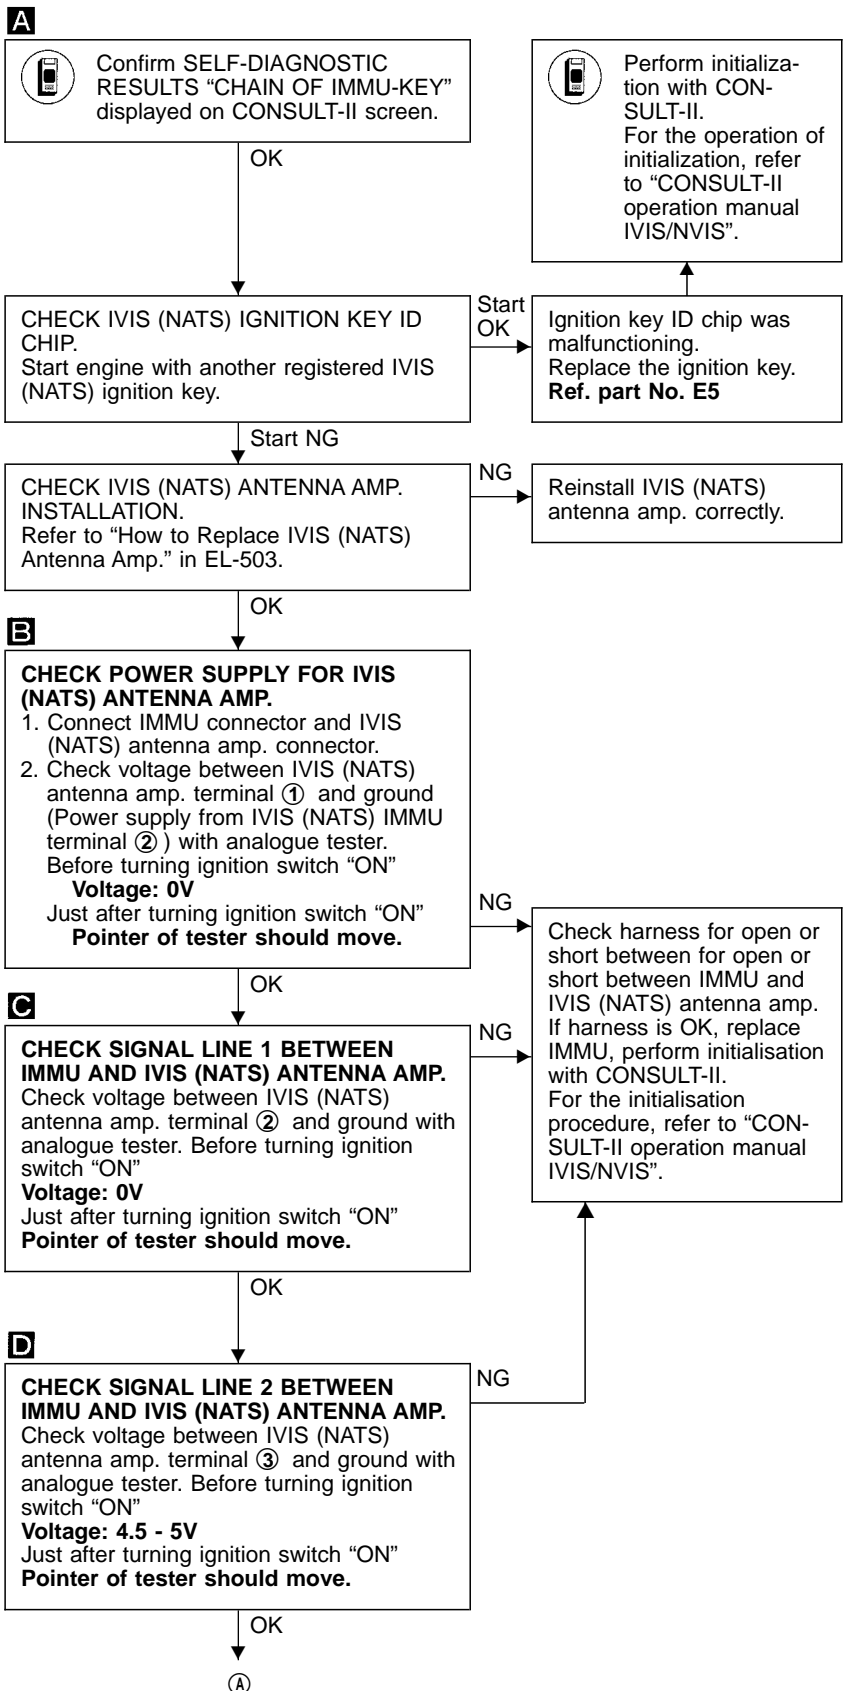 A
Confirm SELF-DIAGNOSTIC
RESULTS “CHAIN OF IMMU-KEY”
displayed on CONSULT-II screen.
OK
Perform initializa-
tion with CON-
SULT-II.
For the operation of
initialization, refer
to “CONSULT-II
operation manual
IVIS/NVIS”.
CHECK IVIS (NATS) IGNITION KEY ID
CHIP.
Start engine with another registered IVIS
(NATS) ignition key.
Start
OK
Ignition key ID chip was
malfunctioning.
Replace the ignition key.
Ref. part No. E5
Start NG
CHECK IVIS (NATS) ANTENNA AMP.
INSTALLATION.
Refer to “How to Replace IVIS (NATS)
Antenna Amp.” in EL-503.
NG
Reinstall IVIS (NATS)
antenna amp. correctly.
OK
B
CHECK POWER SUPPLY FOR IVIS
(NATS) ANTENNA AMP.
1. Connect IMMU connector and IVIS
(NATS) antenna amp. connector.
2. Check voltage between IVIS (NATS)
antenna amp. terminal ① and ground
(Power supply from IVIS (NATS) IMMU
terminal ② ) with analogue tester.
Before turning ignition switch “ON”
Voltage: 0V
Just after turning ignition switch “ON”
Pointer of tester should move.
NG
Check harness for open or
short between for open or
short between IMMU and
IVIS (NATS) antenna amp.
If harness is OK, replace
IMMU, perform initialisation
with CONSULT-II.
For the initialisation
procedure, refer to “CON-
SULT-II operation manual
IVIS/NVIS”.
OK
C
CHECK SIGNAL LINE 1 BETWEEN
IMMU AND IVIS (NATS) ANTENNA AMP.
Check voltage between IVIS (NATS)
antenna amp. terminal ② and ground with
analogue tester. Before turning ignition
switch “ON”
Voltage: 0V
Just after turning ignition switch “ON”
Pointer of tester should move.
NG
OK
D
CHECK SIGNAL LINE 2 BETWEEN
IMMU AND IVIS (NATS) ANTENNA AMP.
Check voltage between IVIS (NATS)
antenna amp. terminal ③ and ground with
analogue tester. Before turning ignition
switch “ON”
Voltage: 4.5 - 5V
Just after turning ignition switch “ON”
Pointer of tester should move.
NG
OK
Ⓐ